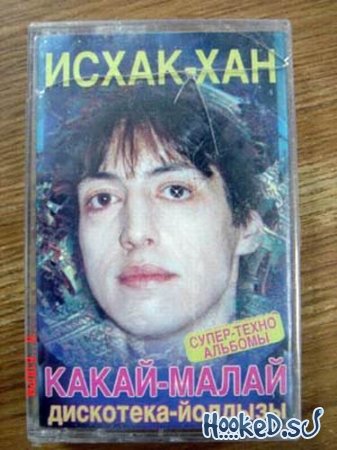 ИСХАК-ХАН
СУПЕР-ТЕХНО
АЛЬБОМЫ
КАКАЙ-МАЛАЙ
дискотека-йолдызы
HookeD.sU